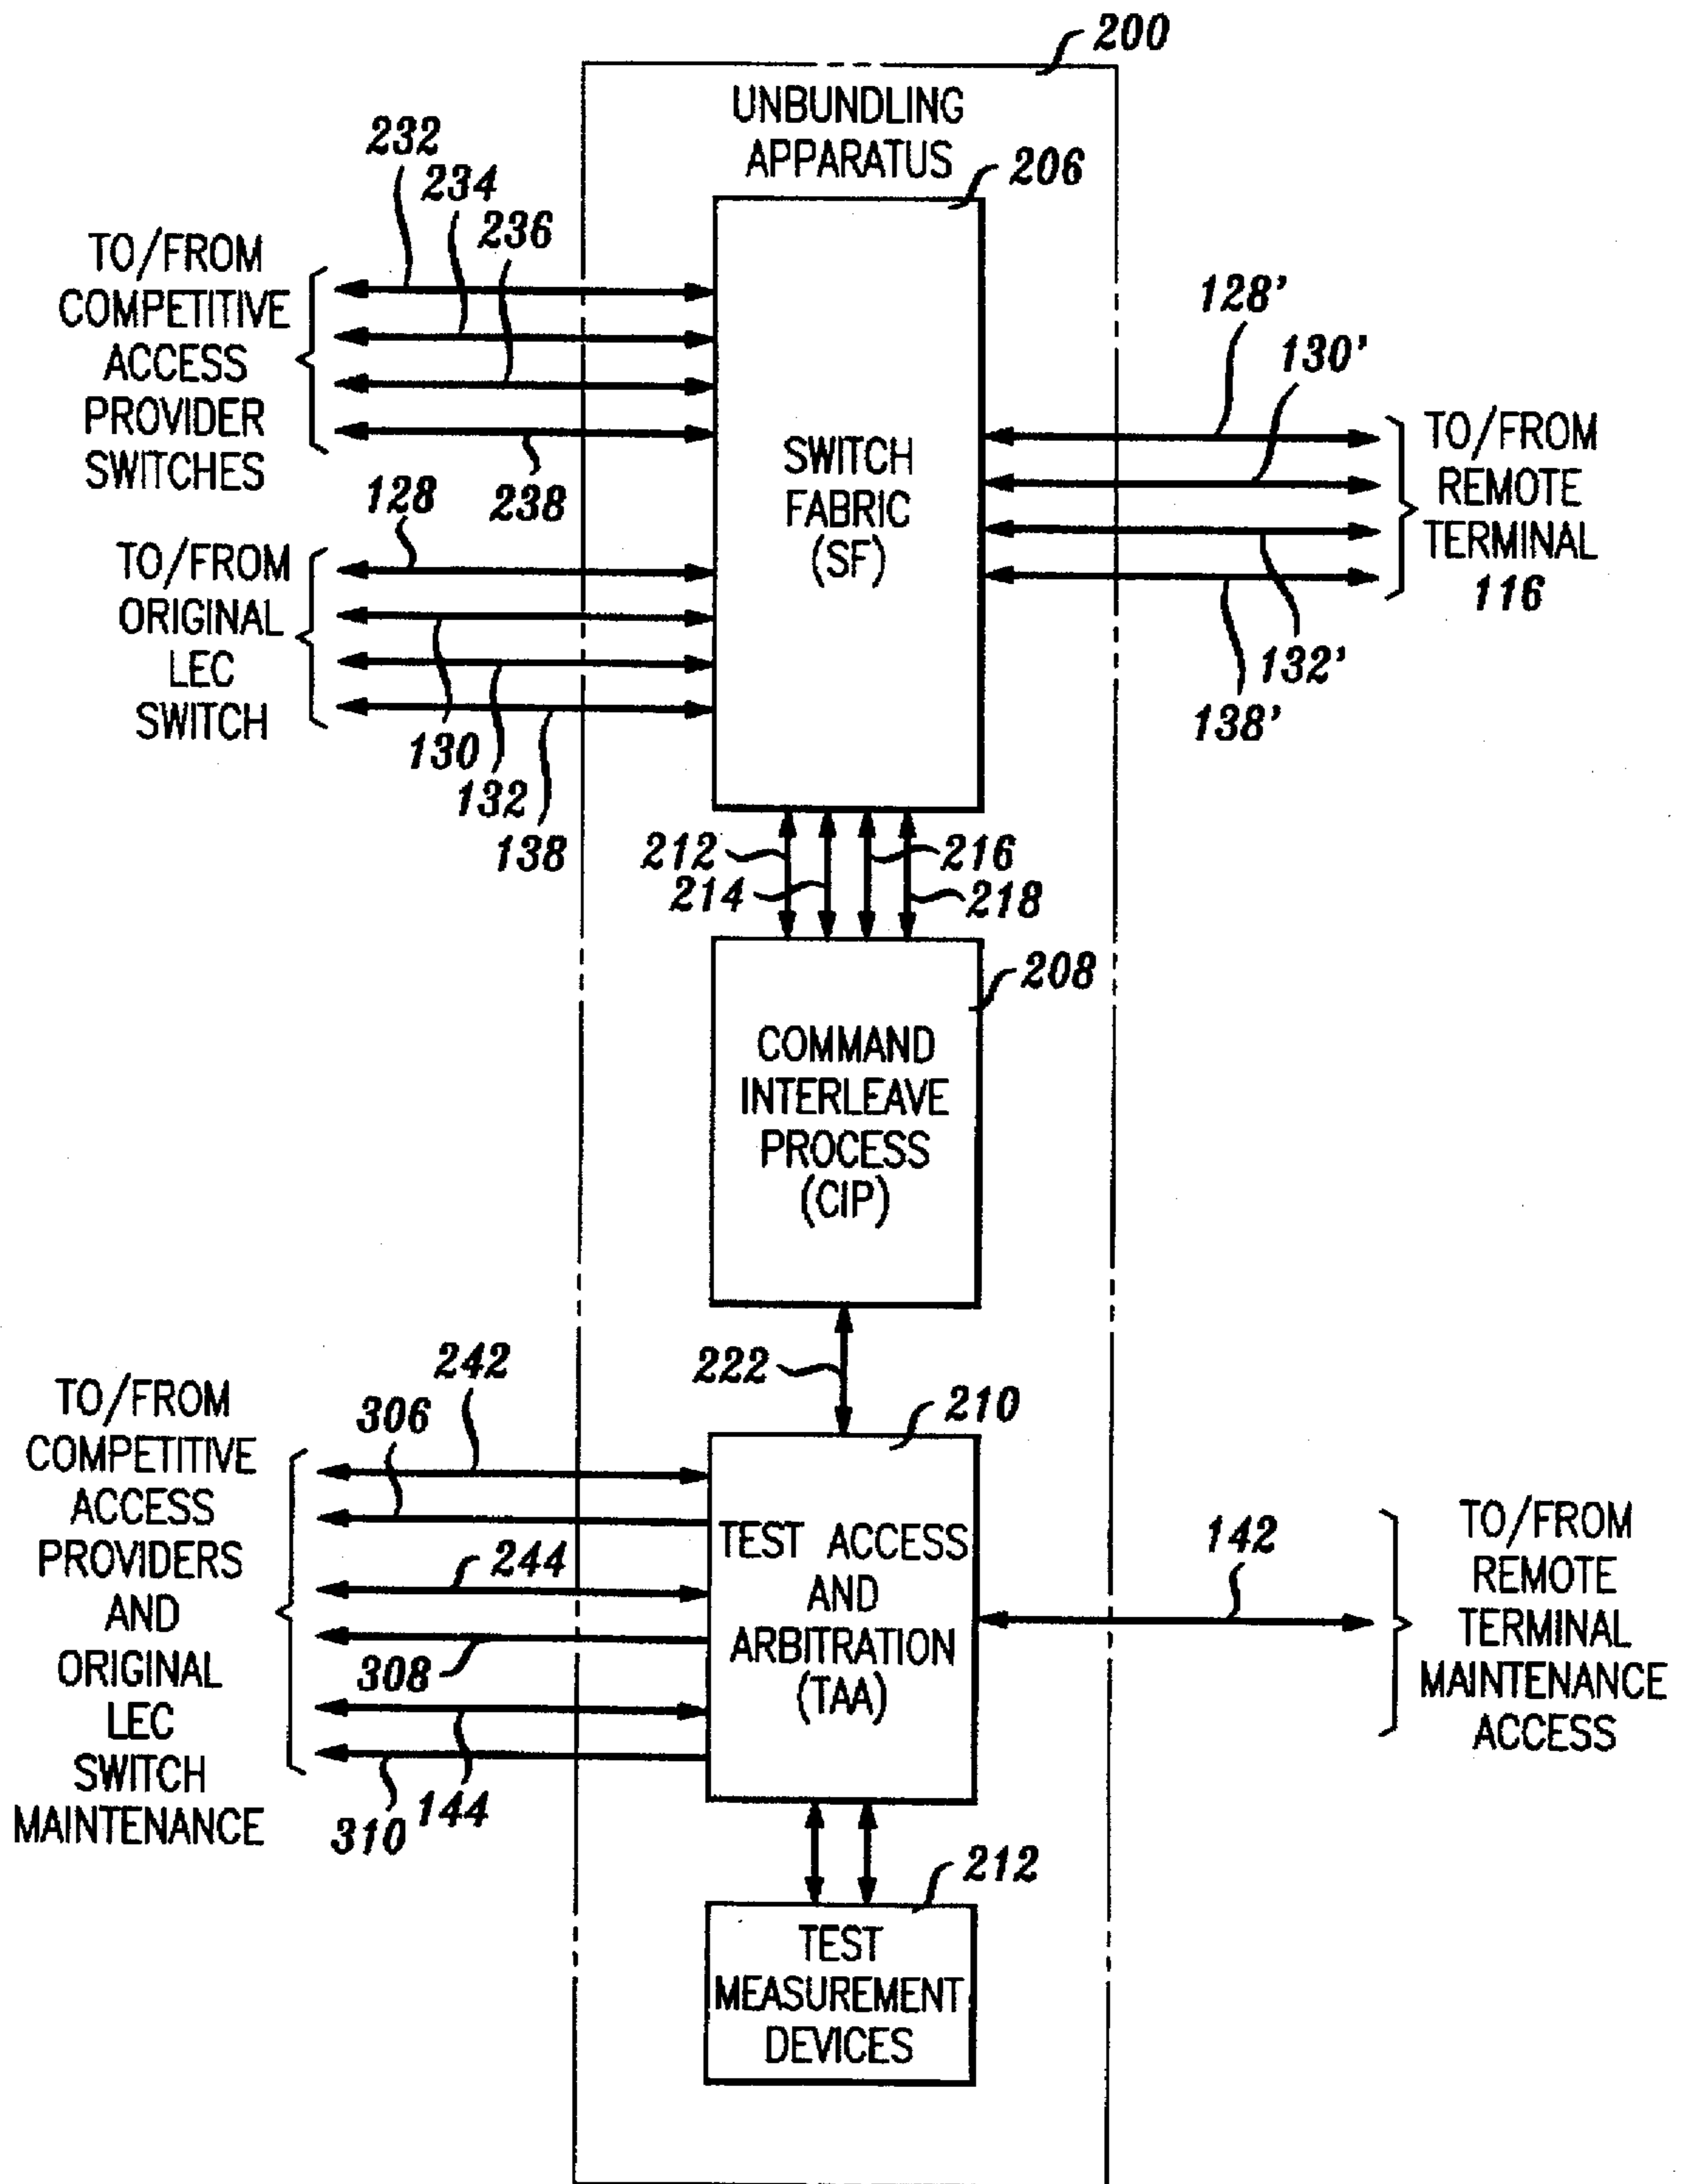 200
UNBUNDLING
APPARATUS
206
232
234
236
TO/FROM
COMPETITIVE
ACCESS
PROVIDER
SWITCHES
238
128
TO/FROM
ORIGINAL
LEC
SWITCH
130
132
138
SWITCH
FABRIC
(SF)
128'
130'
TO/FROM
REMOTE
TERMINAL
116
132'
138'
212
214
216
218
208
COMMAND
INTERLEAVE
PROCESS
(CIP)
222
210
242
306
TO/FROM
COMPETITIVE
ACCESS
PROVIDERS
AND
ORIGINAL
LEC
SWITCH
MAINTENANCE
244
308
144
310
TEST ACCESS
AND
ARBITRATION
(TAA)
142
TO/FROM
REMOTE
TERMINAL
MAINTENANCE
ACCESS
212
TEST
MEASUREMENT
DEVICES